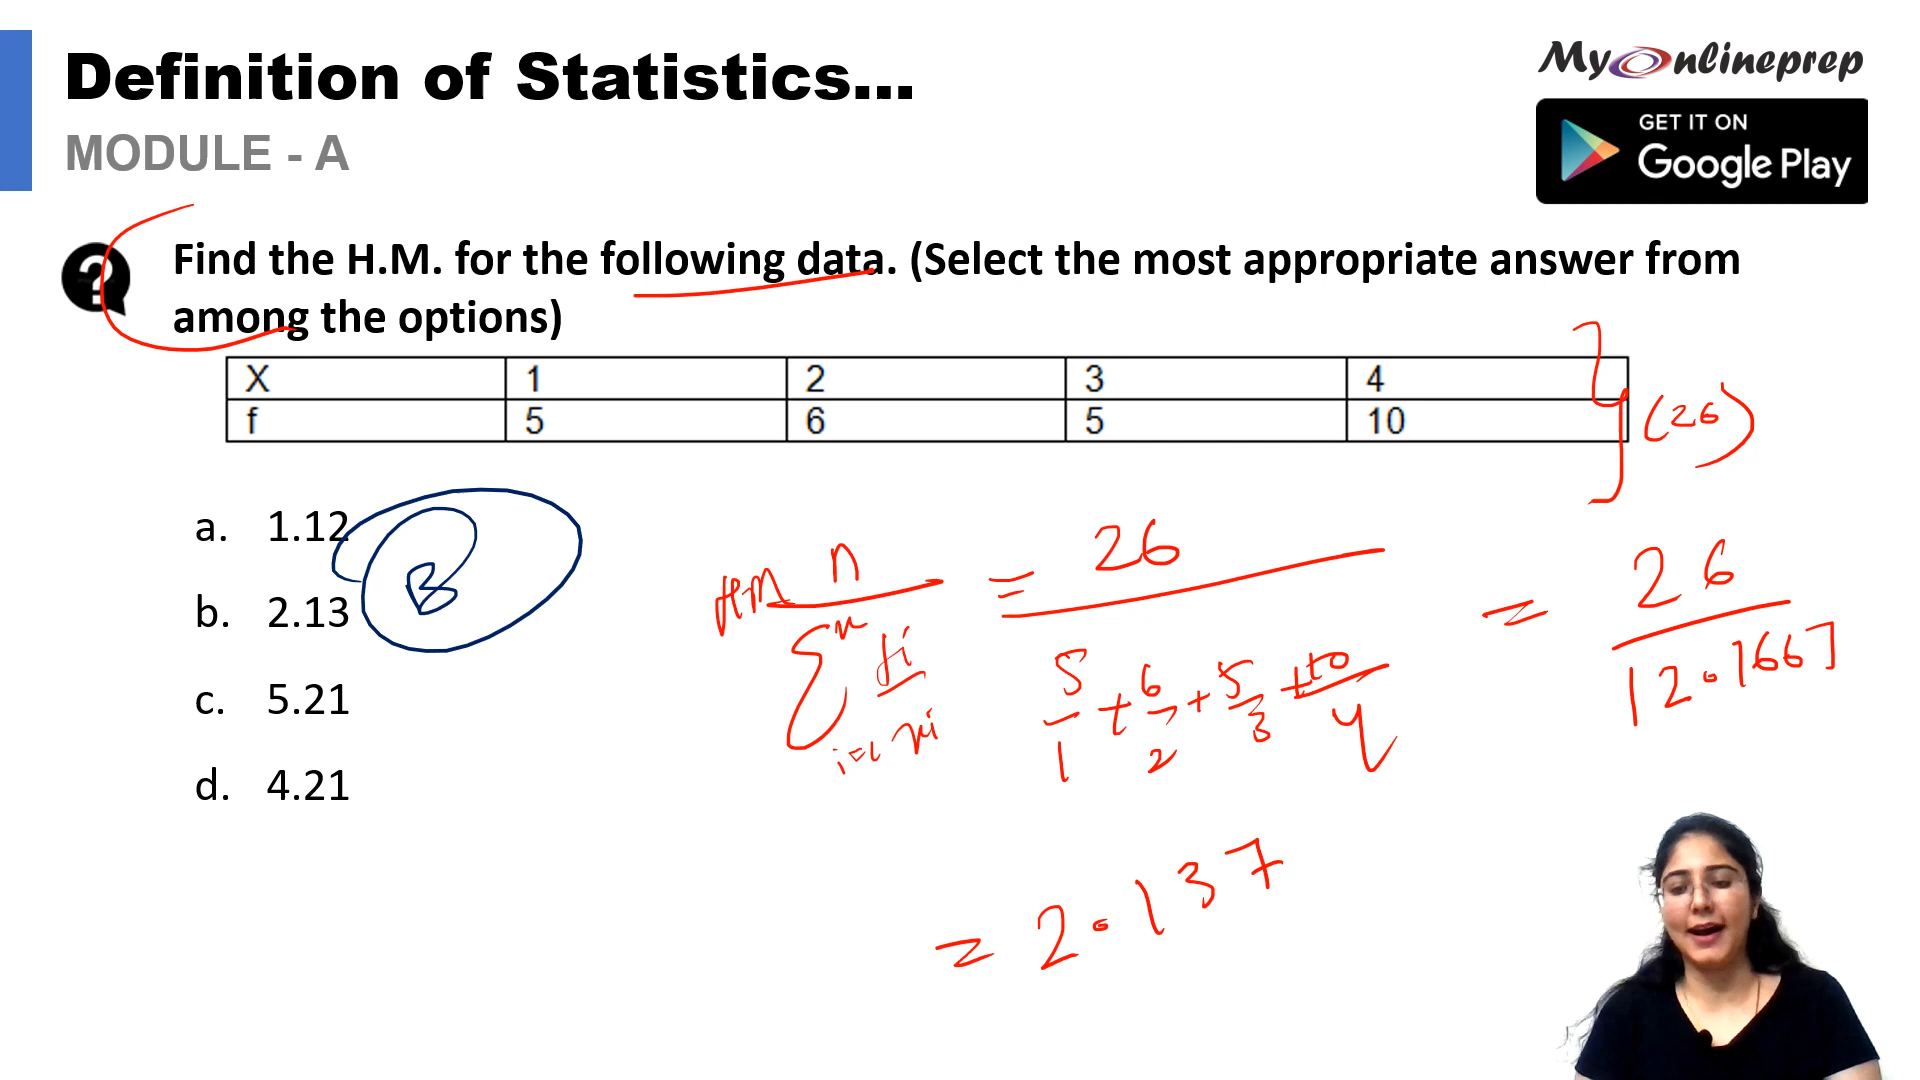 Definition of Statistics...
MODULE - A
MyOnlineprep
GET IT ON
Google Play
Find the H.M. for the following data. (Select the most appropriate answer from
among the options)
X 1 2 3 4
f 5 6 5 10
(26)
a. 1.12
b. 2.13
c. 5.21
d. 4.21
B
HM n / Σ n i=1 fi/xi = 26 / 5/1 + 6/2 + 5/3 + 10/4 = 26 / 12.1667
= 2.137